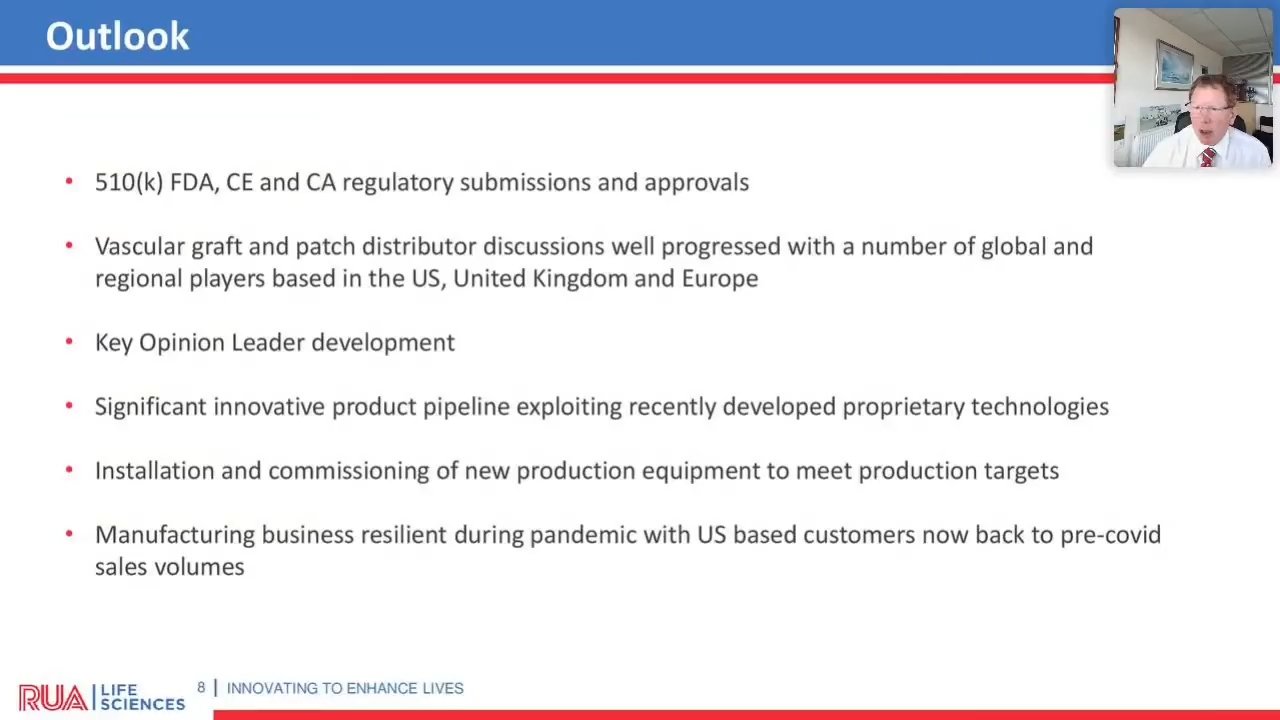 Outlook
• 510(k) FDA, CE and CA regulatory submissions and approvals
• Vascular graft and patch distributor discussions well progressed with a number of global and
regional players based in the US, United Kingdom and Europe
• Key Opinion Leader development
• Significant innovative product pipeline exploiting recently developed proprietary technologies
• Installation and commissioning of new production equipment to meet production targets
• Manufacturing business resilient during pandemic with US based customers now back to pre-covid
sales volumes
RUA LIFE
SCIENCES
8 | INNOVATING TO ENHANCE LIVES